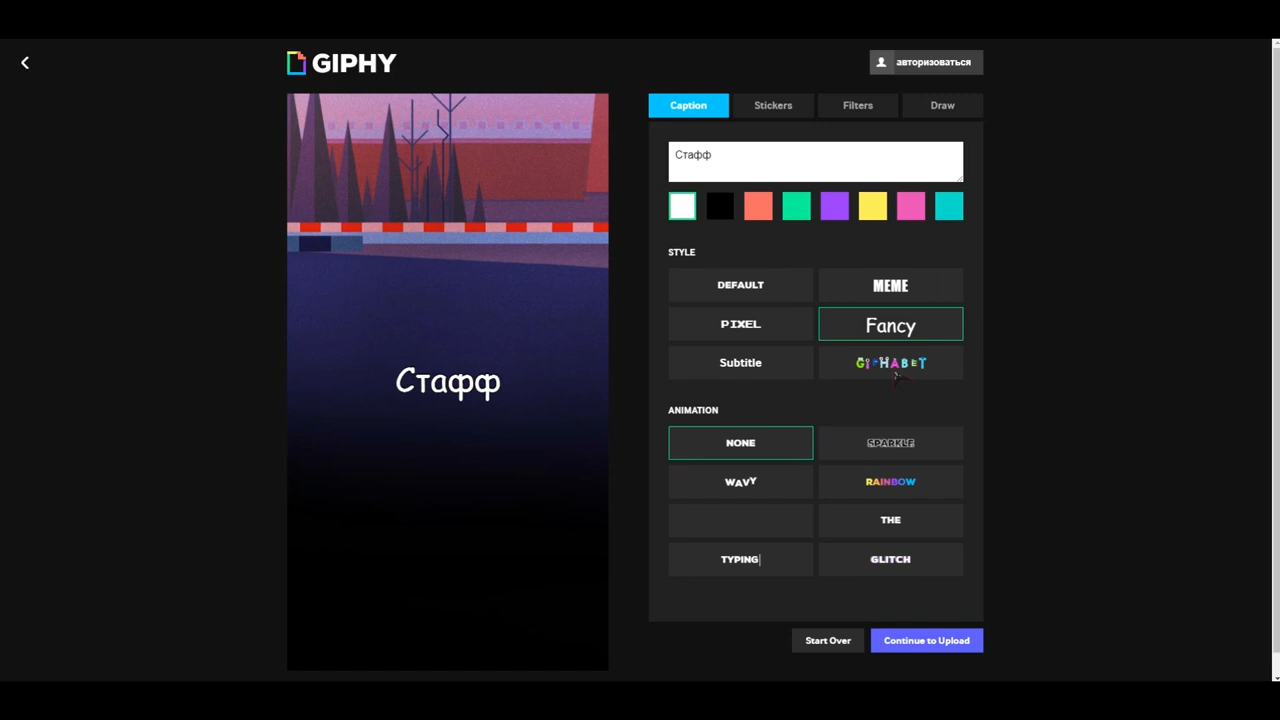 GIPHY
авторизоваться
Caption
Stickers
Filters
Draw
Стафф
STYLE
DEFAULT
MEME
PIXEL
Fancy
Subtitle
GIPHABET
Стафф
ANIMATION
NONE
SPARKLE
WAVY
RAINBOW
THE
TYPING
GLITCH
Start Over
Continue to Upload